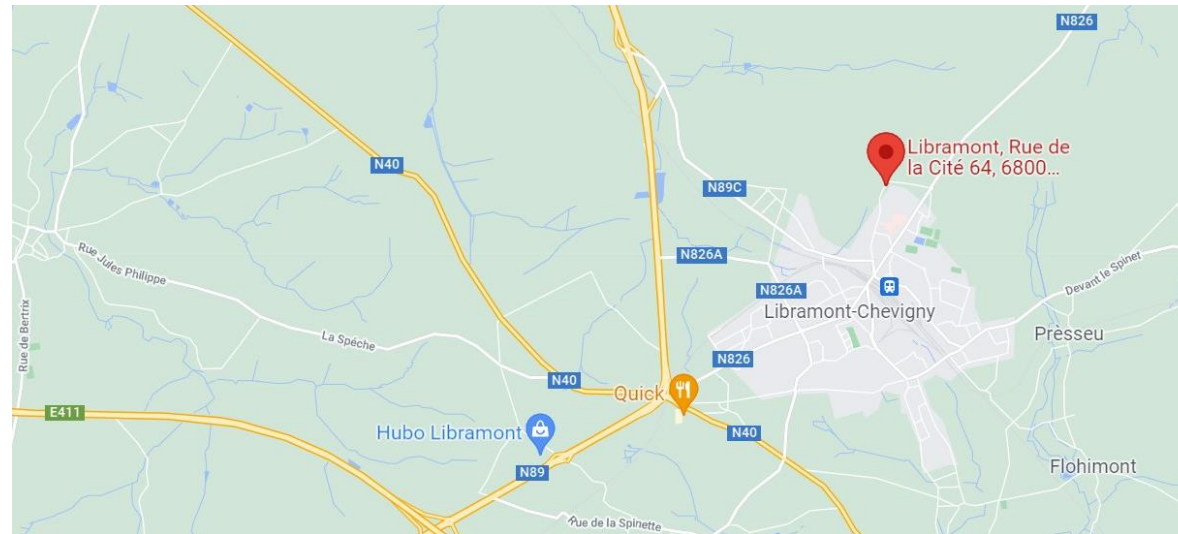 N826
Libramont, Rue de
la Cité 64, 6800...
N40
N89C
Rue Jules Philippe
N826A
Devant le Spinet
N826A
Libramont-Chevigny
Rue de Bertrix
La Spéche
Prèsseu
N826
N40
Quick
E411
Hubo Libramont
N40
N89
Flohimont
Rue de la Spinette